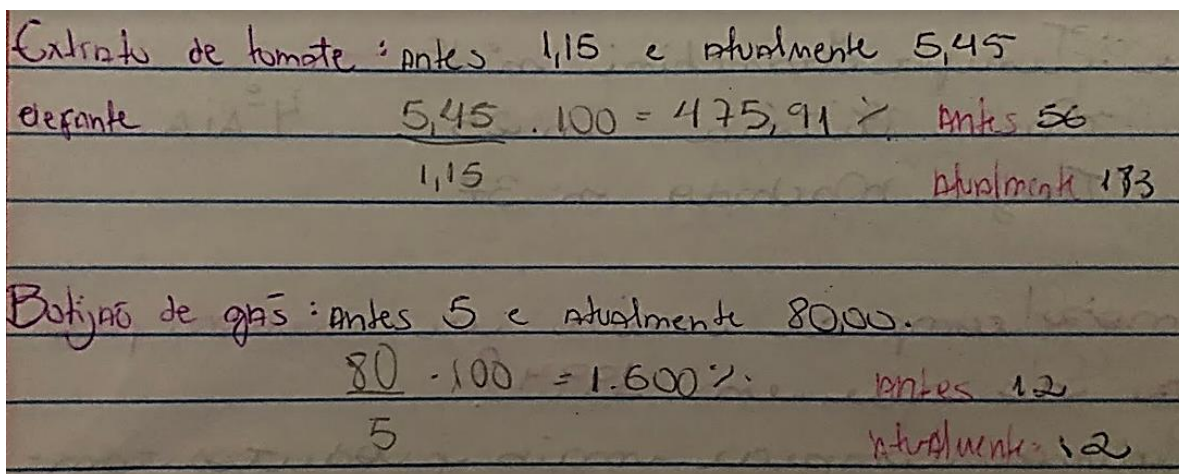 Extrato de tomate : Antes 1,15 e Atualmente 5,45
elefante 5,45 . 100 = 475,91 % Antes 56
1,15 Atualmente 183
Botijão de gás : Antes 5 e Atualmente 80,00.
80 . 100 = 1.600 %. Antes 12
5 Atualmente 12